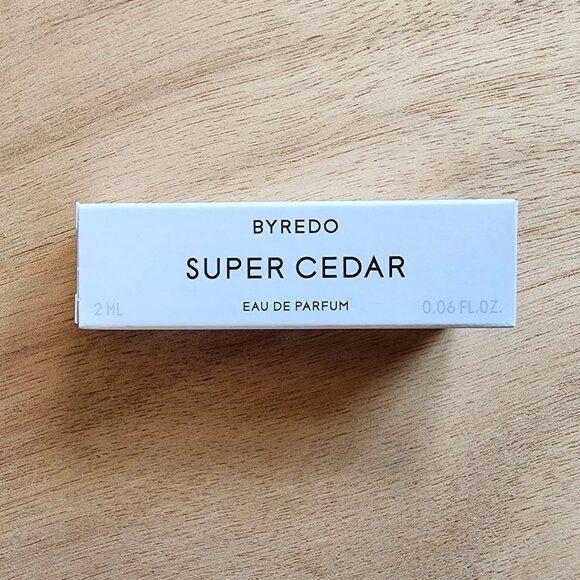 BYREDO
SUPER CEDAR
2 ML EAU DE PARFUM 0.06 FL.OZ.